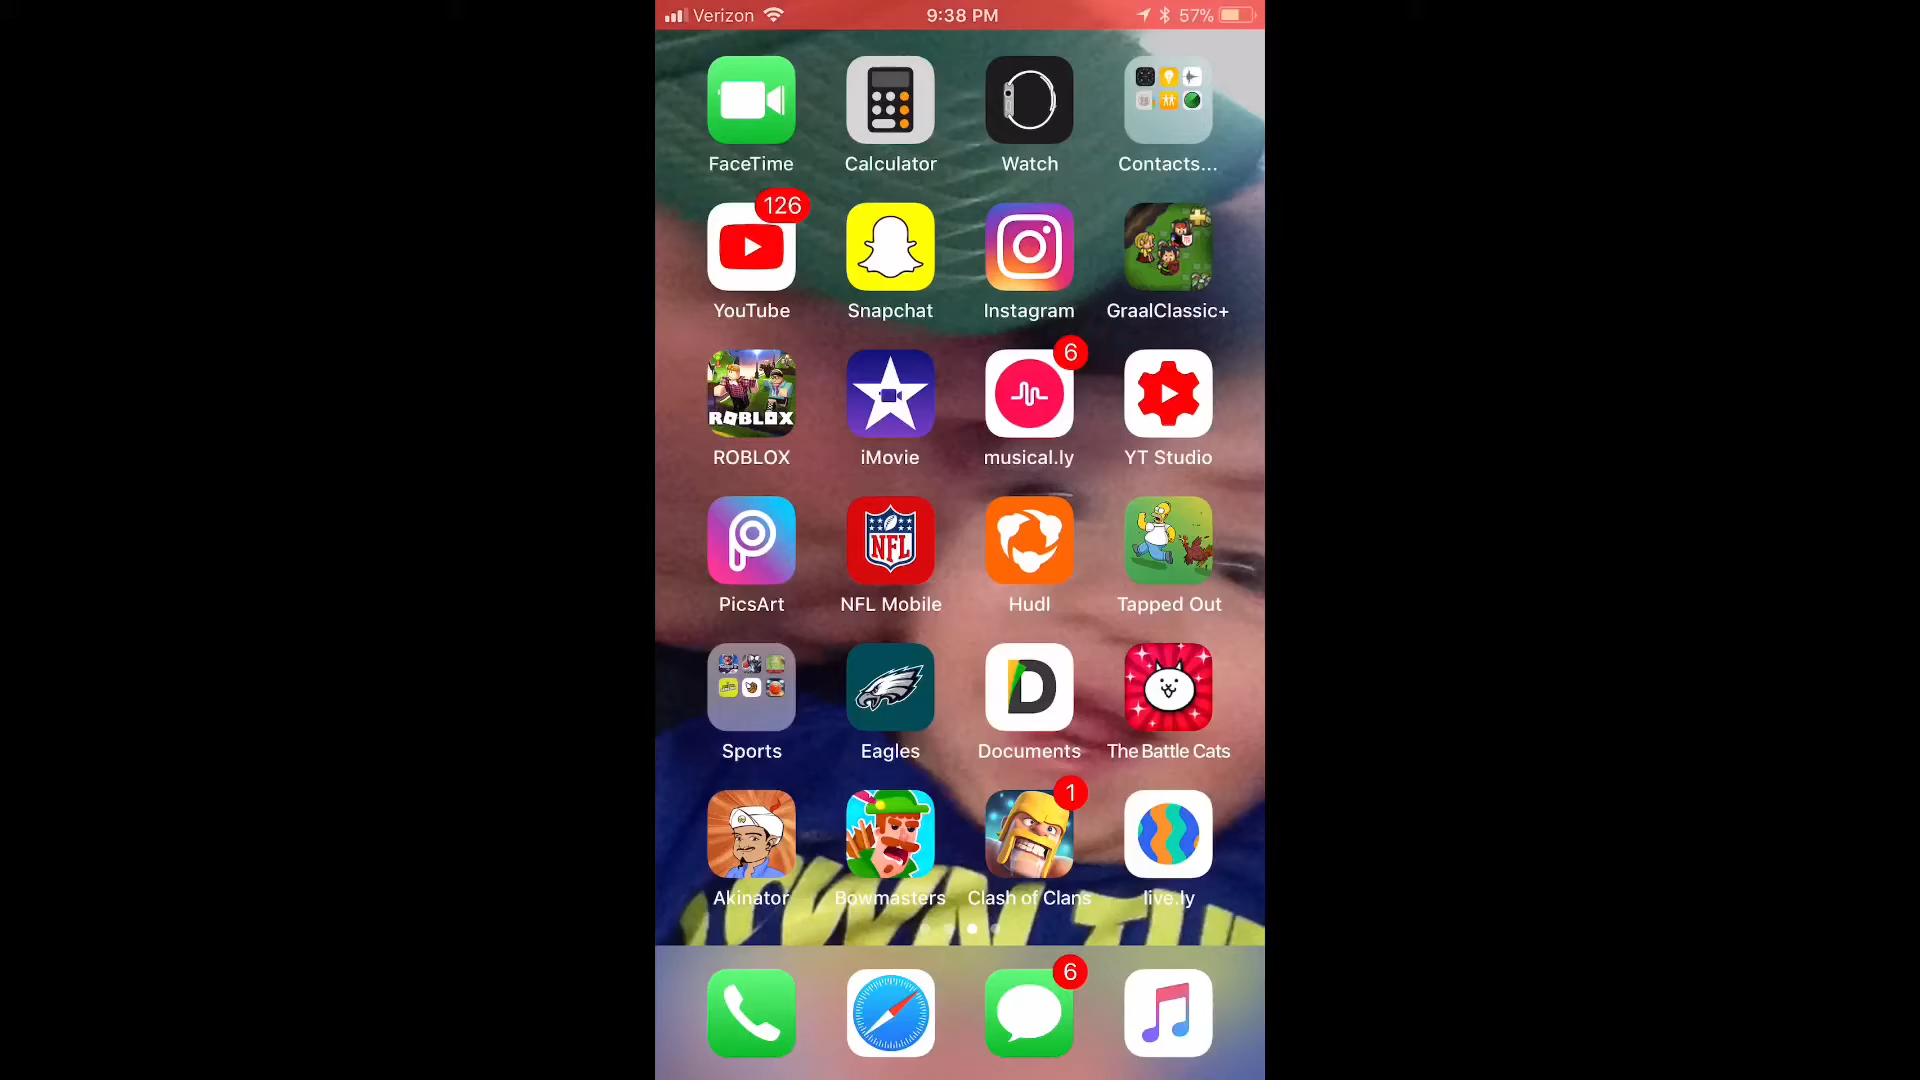 Verizon 9:38 PM 57%
FaceTime Calculator Watch Contacts...
126
YouTube Snapchat Instagram GraalClassic+
6
ROBLOX
ROBLOX iMovie musical.ly YT Studio
NFL
PicsArt NFL Mobile Hudl Tapped Out
D
Sports Eagles Documents The Battle Cats
1
Akinator Bowmasters Clash of Clans live.ly
6